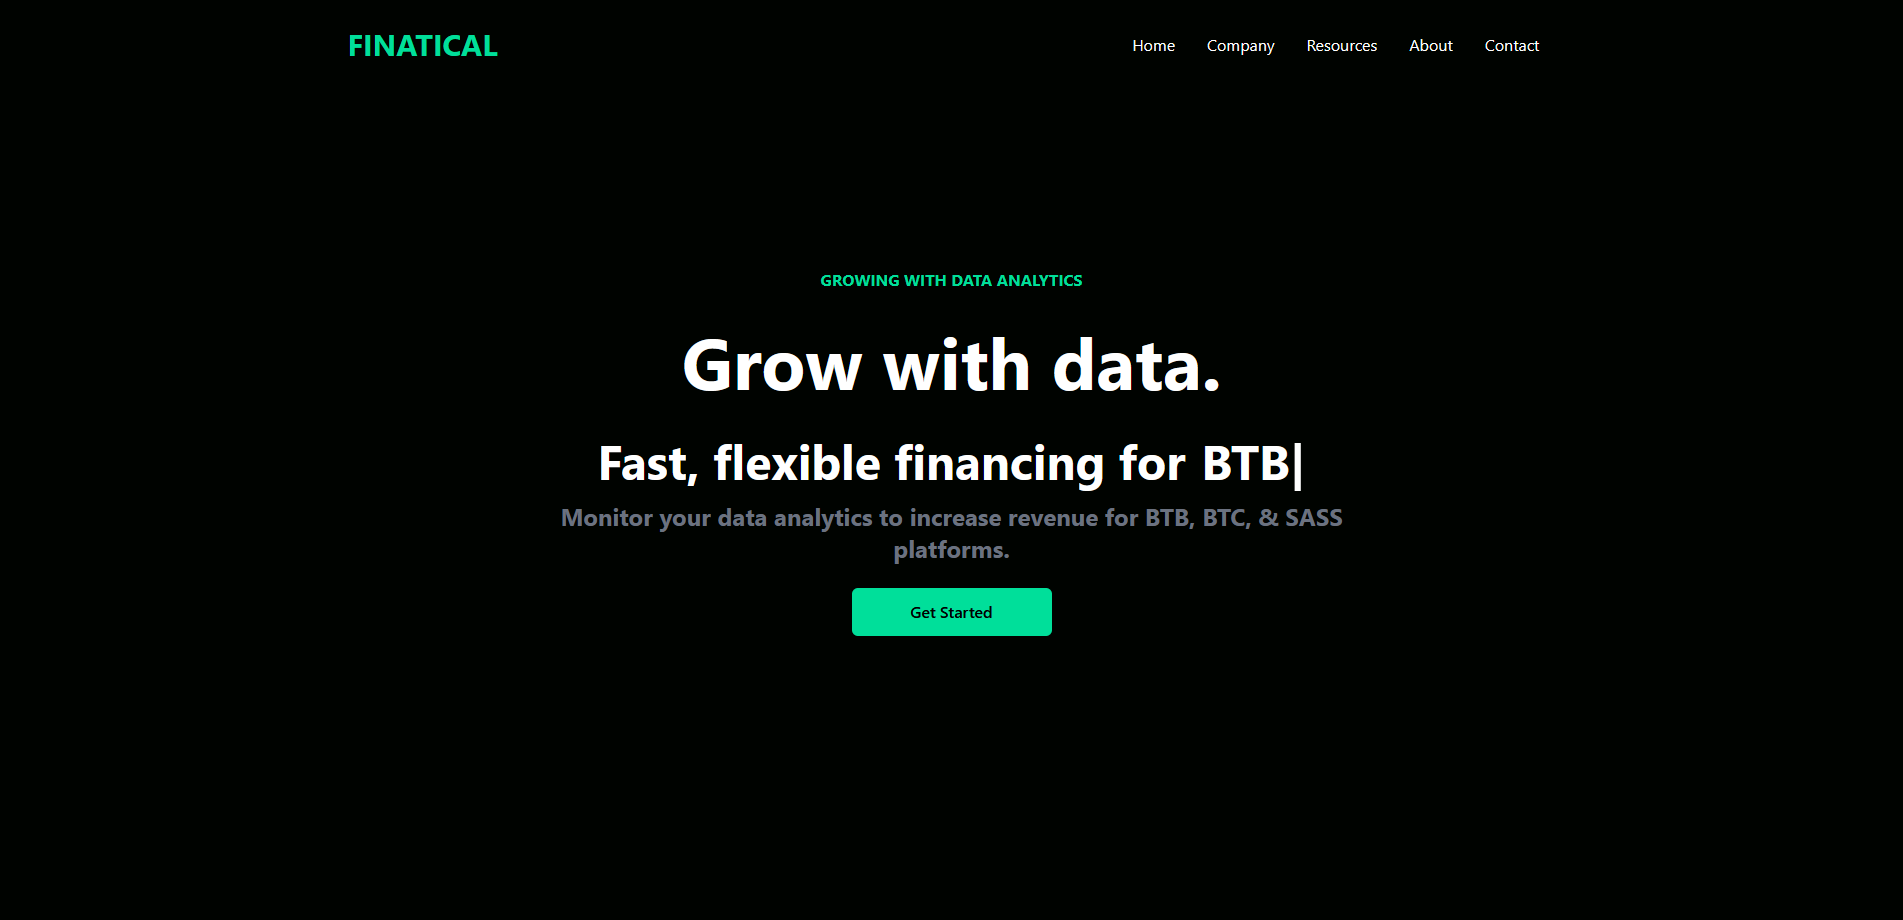 FINATICAL
Home Company Resources About Contact
GROWING WITH DATA ANALYTICS
Grow with data.
Fast, flexible financing for BTB|
Monitor your data analytics to increase revenue for BTB, BTC, & SASS
platforms.
Get Started